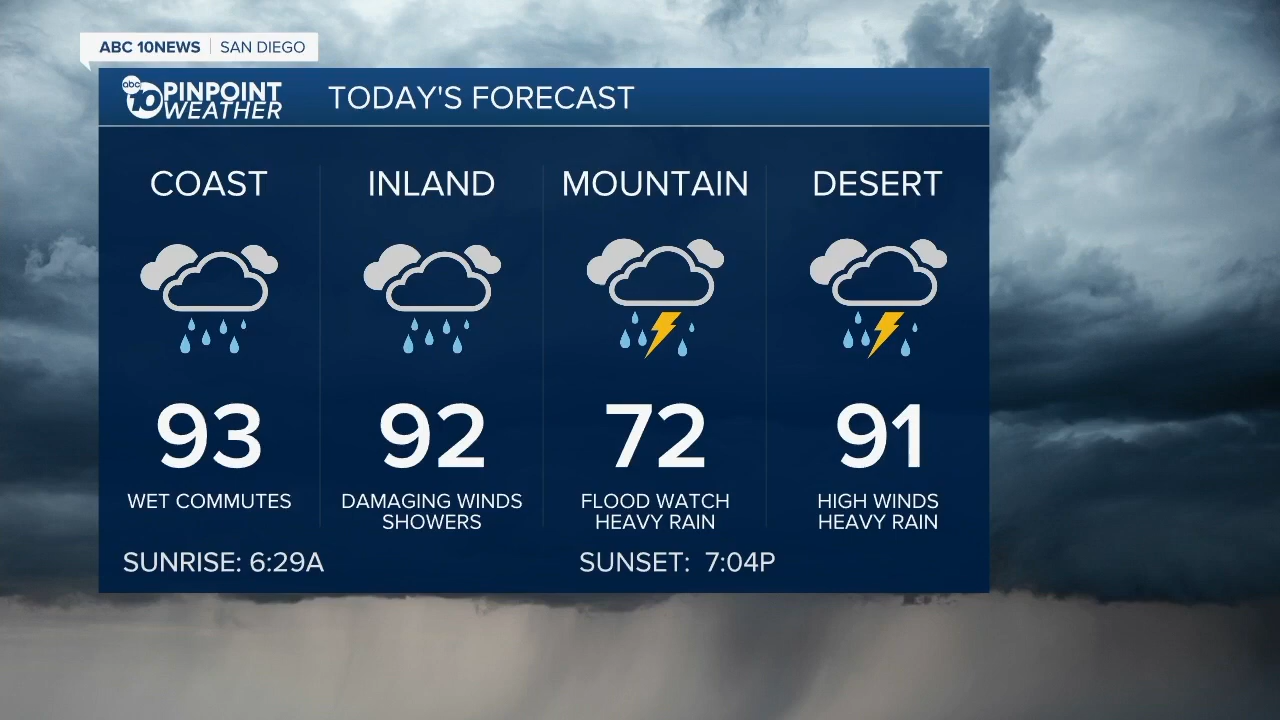 ABC 10NEWS | SAN DIEGO
abc 10 PINPOINT WEATHER
TODAY'S FORECAST
COAST
93
WET COMMUTES
INLAND
92
DAMAGING WINDS
SHOWERS
MOUNTAIN
72
FLOOD WATCH
HEAVY RAIN
DESERT
91
HIGH WINDS
HEAVY RAIN
SUNRISE: 6:29A
SUNSET: 7:04P